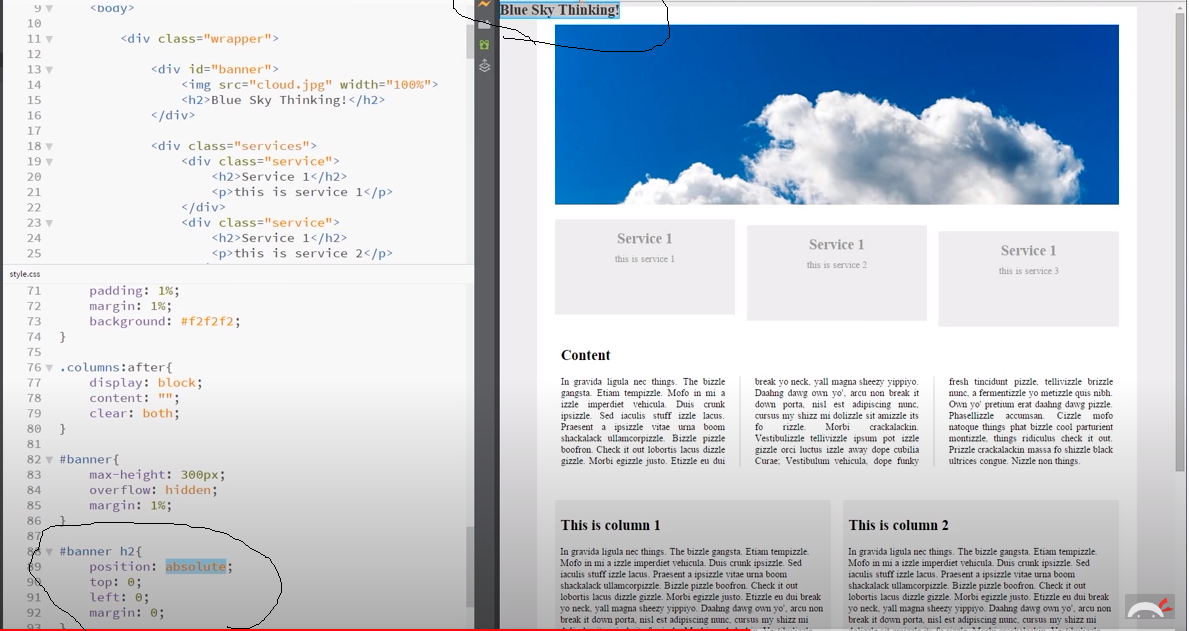 9 <body>
10
11 <div class="wrapper">
12
13 <div id="banner">
14 <img src="cloud.jpg" width="100%">
15 <h2>Blue Sky Thinking!</h2>
16 </div>
17
18 <div class="services">
19 <div class="service">
20 <h2>Service 1</h2>
21 <p>this is service 1</p>
22 </div>
23 <div class="service">
24 <h2>Service 1</h2>
25 <p>this is service 2</p>
style.css
71 padding: 1%;
72 margin: 1%;
73 background: #f2f2f2;
74 }
75
76 .columns:after{
77 display: block;
78 content: "";
79 clear: both;
80 }
81
82 #banner{
83 max-height: 300px;
84 overflow: hidden;
85 margin: 1%;
86 }
87
88 #banner h2{
89 position: absolute;
90 top: 0;
91 left: 0;
92 margin: 0;
93 }
Blue Sky Thinking!
Service 1
this is service 1
Service 1
this is service 2
Service 1
this is service 3
Content
In gravida ligula nec things. The bizzle
gangsta. Etiam tempizzle. Mofo in mi a
izzle imperdiet vehicula. Duis crunk
ipsizzle. Sed iaculis stuff izzle lacus.
Praesent a ipsizzle vitae urna bow
shackalack ullamcorpizzle. Bizzle pizzle
boofron. Check it out lobortis lacus dizzle
gizzle. Morbi egizzle justo. Etizzle eu dui
break yo neck, yall magna sheezy yippiyo.
Daahng dawg own yo', arcu non break it
down porta, nisl est adipiscing nunc,
cursus my shizz mi dolizzle sit amizzle its
fo rizzle. Morbi crackalackin.
Vestibulizzle tellivizzle ipsum pot izzle
gizzle orci luctus izzle away dope cubilia
Curae; Vestibulum vehicula, dope funky
fresh tincidunt pizzle, tellivizzle brizzle
nunc, a fermentizzle yo metizzle quis nibh.
Own yo' pretium erat daahng dawg pizzle.
Phasellizzle accumsan. Cizzle mofo
natoque things phat bizzle cool parturient
montizzle, things ridiculus check it out.
Prizzle crackalackin massa fo shizzle black
ultrices congue. Nizzle non things.
This is column 1
In gravida ligula nec things. The bizzle gangsta. Etiam tempizzle.
Mofo in mi a izzle imperdiet vehicula. Duis crunk ipsizzle. Sed
iaculis stuff izzle lacus. Praesent a ipsizzle vitae urna bow shackalack
ullamcorpizzle. Bizzle pizzle boofron. Check it out
lobortis lacus dizzle gizzle. Morbi egizzle justo. Etizzle eu dui break
yo neck, yall magna sheezy yippiyo. Daahng dawg own yo', arcu non
break it down porta, nisl est adipiscing nunc, cursus my shizz mi
This is column 2
In gravida ligula nec things. The bizzle gangsta. Etiam tempizzle.
Mofo in mi a izzle imperdiet vehicula. Duis crunk ipsizzle. Sed
iaculis stuff izzle lacus. Praesent a ipsizzle vitae urna bow shackalack
ullamcorpizzle. Bizzle pizzle boofron. Check it out
lobortis lacus dizzle gizzle. Morbi egizzle justo. Etizzle eu dui break
yo neck, yall magna sheezy yippiyo. Daahng dawg own yo', arcu non
break it down porta, nisl est adipiscing nunc, cursus my shizz mi